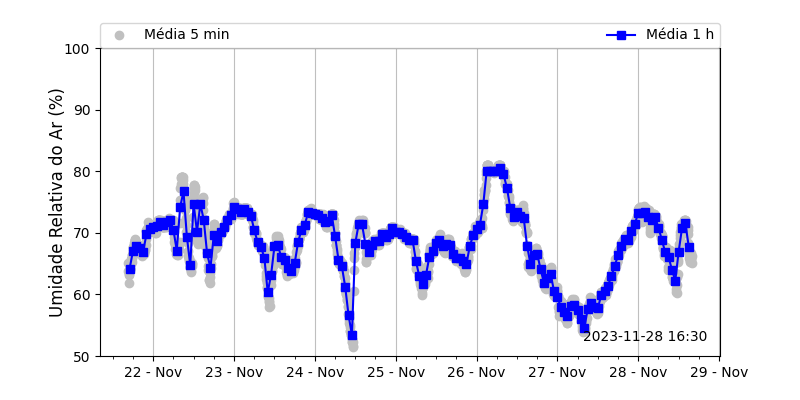 Média 5 min
Média 1 h
Umidade Relativa do Ar (%)
100
90
80
70
60
50
2023-11-28 16:30
22 - Nov
23 - Nov
24 - Nov
25 - Nov
26 - Nov
27 - Nov
28 - Nov
29 - Nov